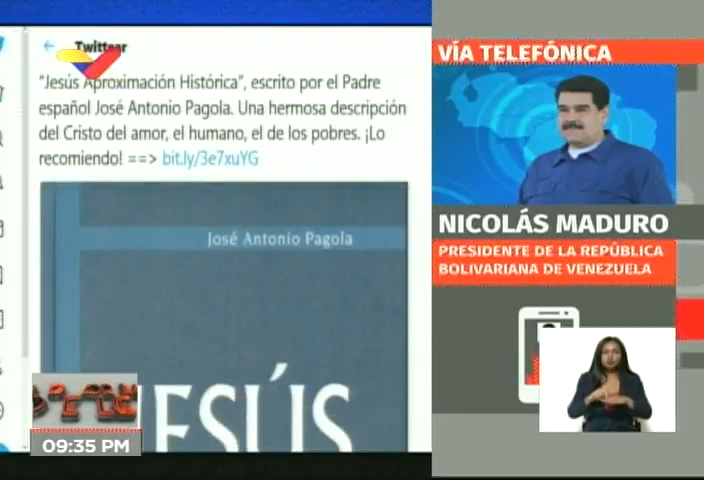 Twittear
“Jesús Aproximación Histórica”, escrito por el Padre
español José Antonio Pagola. Una hermosa descripción
del Cristo del amor, el humano, el de los pobres. ¡Lo
recomiendo! ==> bit.ly/3e7xuYG
José Antonio Pagola
JESÚS
09:35 PM
VÍA TELEFÓNICA
NICOLÁS MADURO
PRESIDENTE DE LA REPÚBLICA
BOLIVARIANA DE VENEZUELA